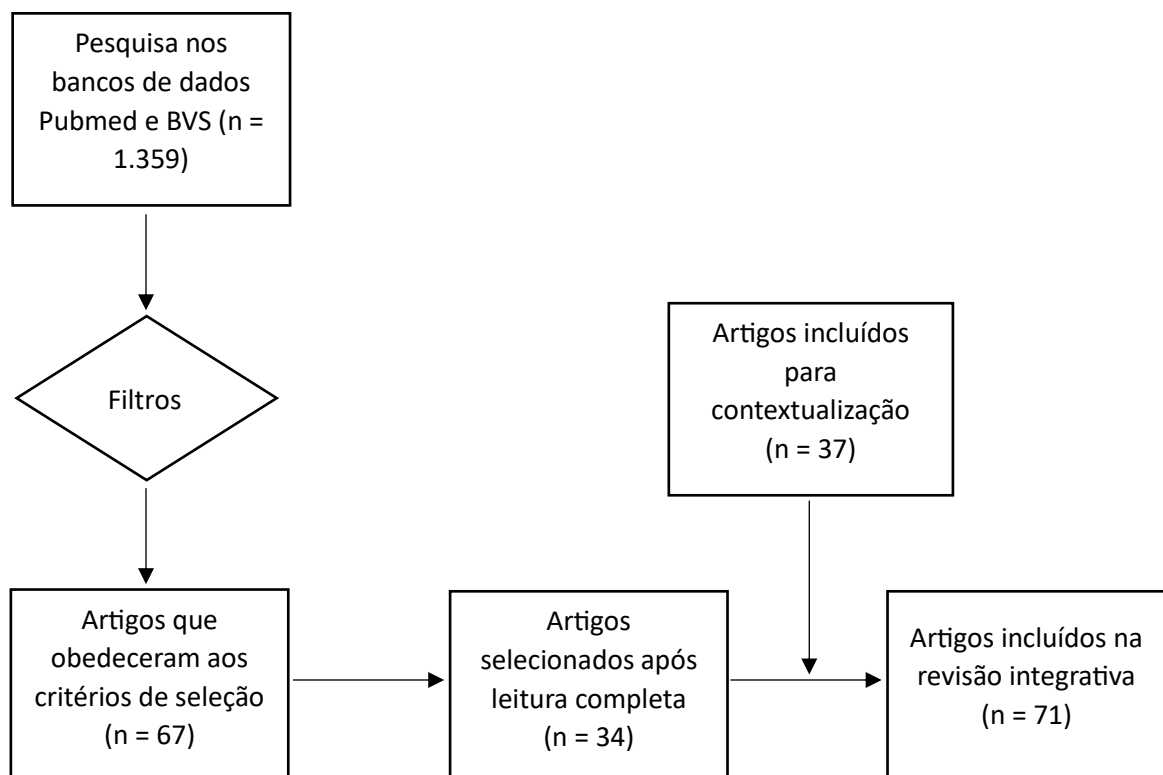 Pesquisa nos
bancos de dados
Pubmed e BVS (n =
1.359)
Filtros
Artigos incluídos
para
contextualização
(n = 37)
Artigos que
obedeceram aos
critérios de seleção
(n = 67)
Artigos
selecionados após
leitura completa
(n = 34)
Artigos incluídos na
revisão integrativa
(n = 71)